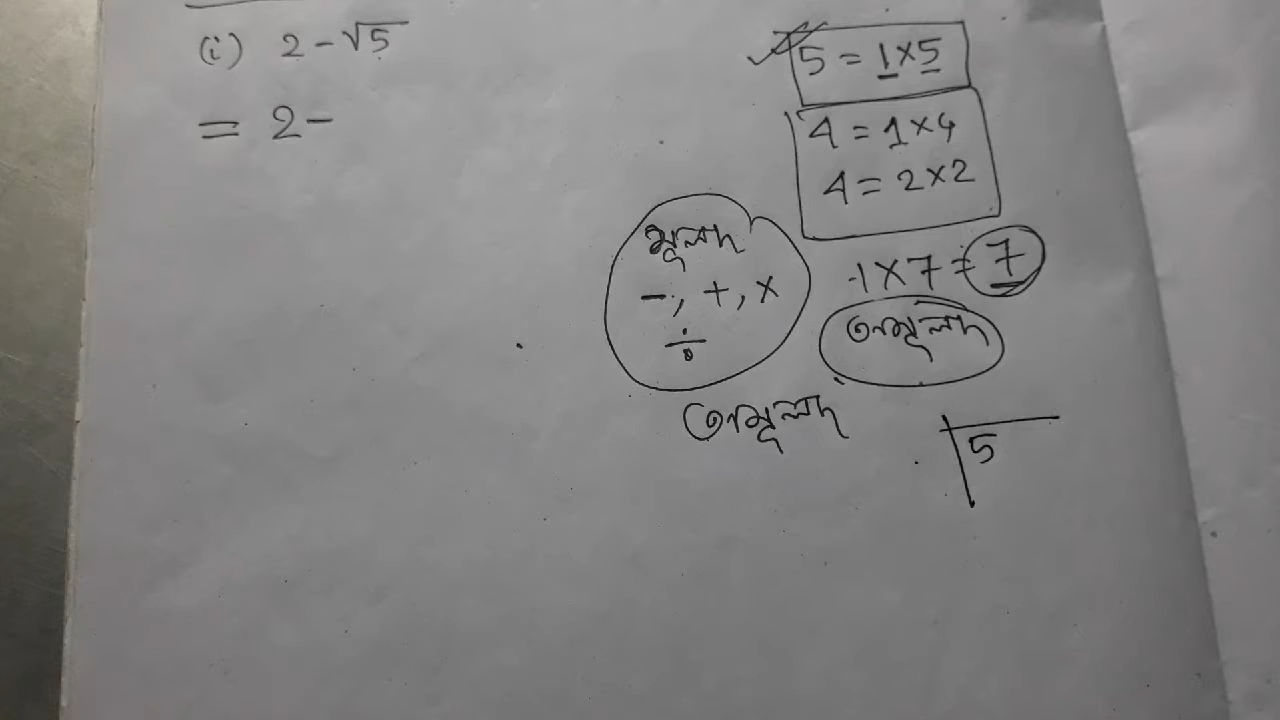 (i) 2 - √5
= 2 -
5 = 1 × 5
4 = 1 × 4
4 = 2 × 2
1 × 7 = 7
মূলদ
-, +, ×
÷
অমূলদ
অমূলদ
5